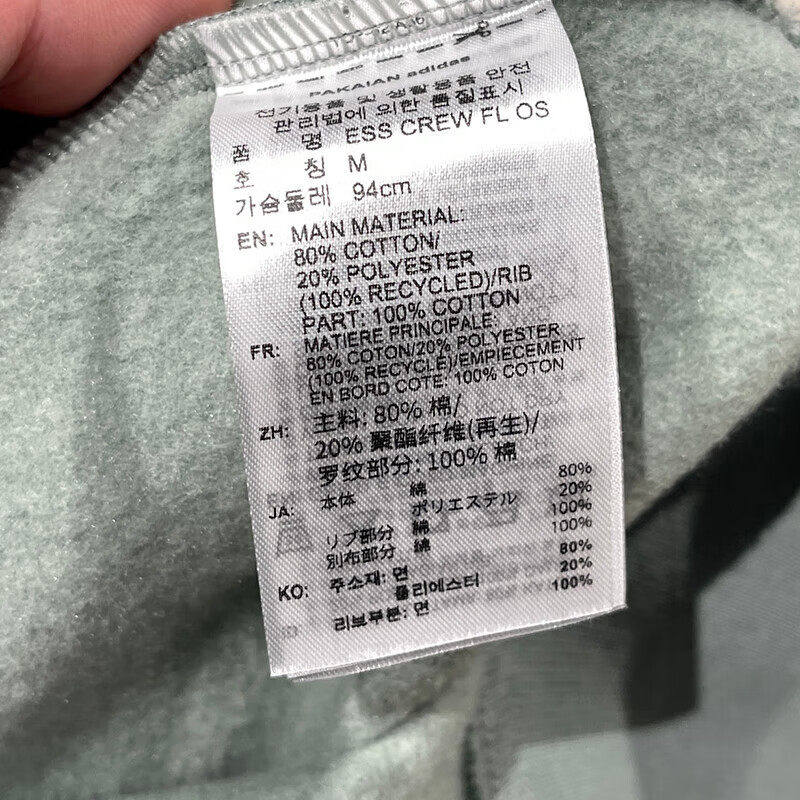 PAKAIAN adidas
전기용품 및 생활용품 안전
관리법에 의한 품질표시
품 명 ESS CREW FL OS
호 칭 M
가슴둘레 94cm
EN: MAIN MATERIAL:
80% COTTON/
20% POLYESTER
(100% RECYCLED)/RIB
PART: 100% COTTON
FR: MATIERE PRINCIPALE:
80% COTON/20% POLYESTER
(100% RECYCLE)/EMPIECEMENT
EN BORD COTE: 100% COTON
ZH: 主料: 80% 棉/
20% 聚酯纤维(再生)/
罗纹部分: 100% 棉
JA: 本体 綿 80%
ポリエステル 20%
リブ部分 綿 100%
別布部分 綿 100%
KO: 주소재: 면 80%
폴리에스터 20%
리브부분: 면 100%